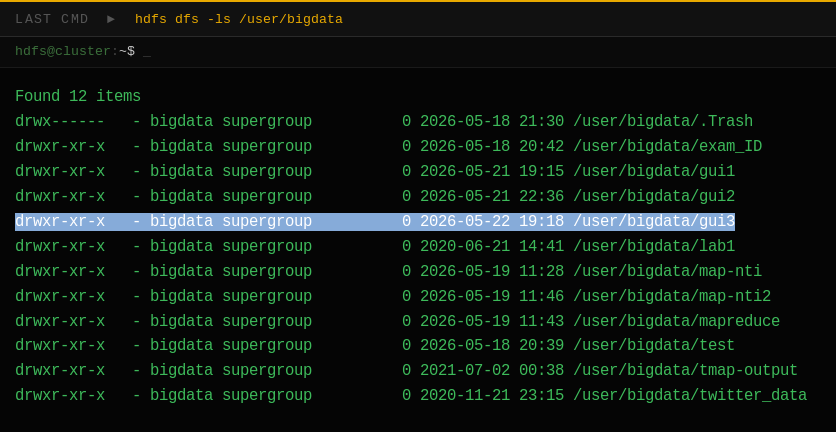 LAST CMD ► hdfs dfs -ls /user/bigdata
hdfs@cluster:~$ _
Found 12 items
drwx------   - bigdata supergroup          0 2026-05-18 21:30 /user/bigdata/.Trash
drwxr-xr-x   - bigdata supergroup          0 2026-05-18 20:42 /user/bigdata/exam_ID
drwxr-xr-x   - bigdata supergroup          0 2026-05-21 19:15 /user/bigdata/gui1
drwxr-xr-x   - bigdata supergroup          0 2026-05-21 22:36 /user/bigdata/gui2
drwxr-xr-x   - bigdata supergroup          0 2026-05-22 19:18 /user/bigdata/gui3
drwxr-xr-x   - bigdata supergroup          0 2020-06-21 14:41 /user/bigdata/lab1
drwxr-xr-x   - bigdata supergroup          0 2026-05-19 11:28 /user/bigdata/map-nti
drwxr-xr-x   - bigdata supergroup          0 2026-05-19 11:46 /user/bigdata/map-nti2
drwxr-xr-x   - bigdata supergroup          0 2026-05-19 11:43 /user/bigdata/mapreduce
drwxr-xr-x   - bigdata supergroup          0 2026-05-18 20:39 /user/bigdata/test
drwxr-xr-x   - bigdata supergroup          0 2021-07-02 00:38 /user/bigdata/tmap-output
drwxr-xr-x   - bigdata supergroup          0 2020-11-21 23:15 /user/bigdata/twitter_data